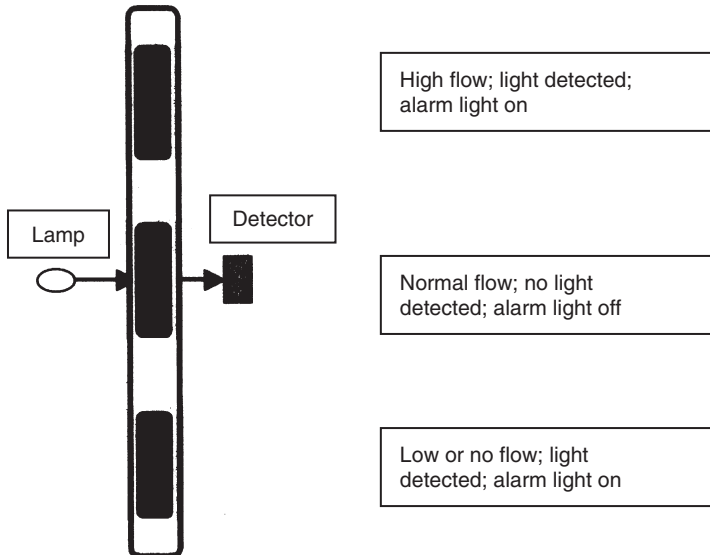 High flow; light detected;
alarm light on
Lamp
Detector
Normal flow; no light
detected; alarm light off
Low or no flow; light
detected; alarm light on